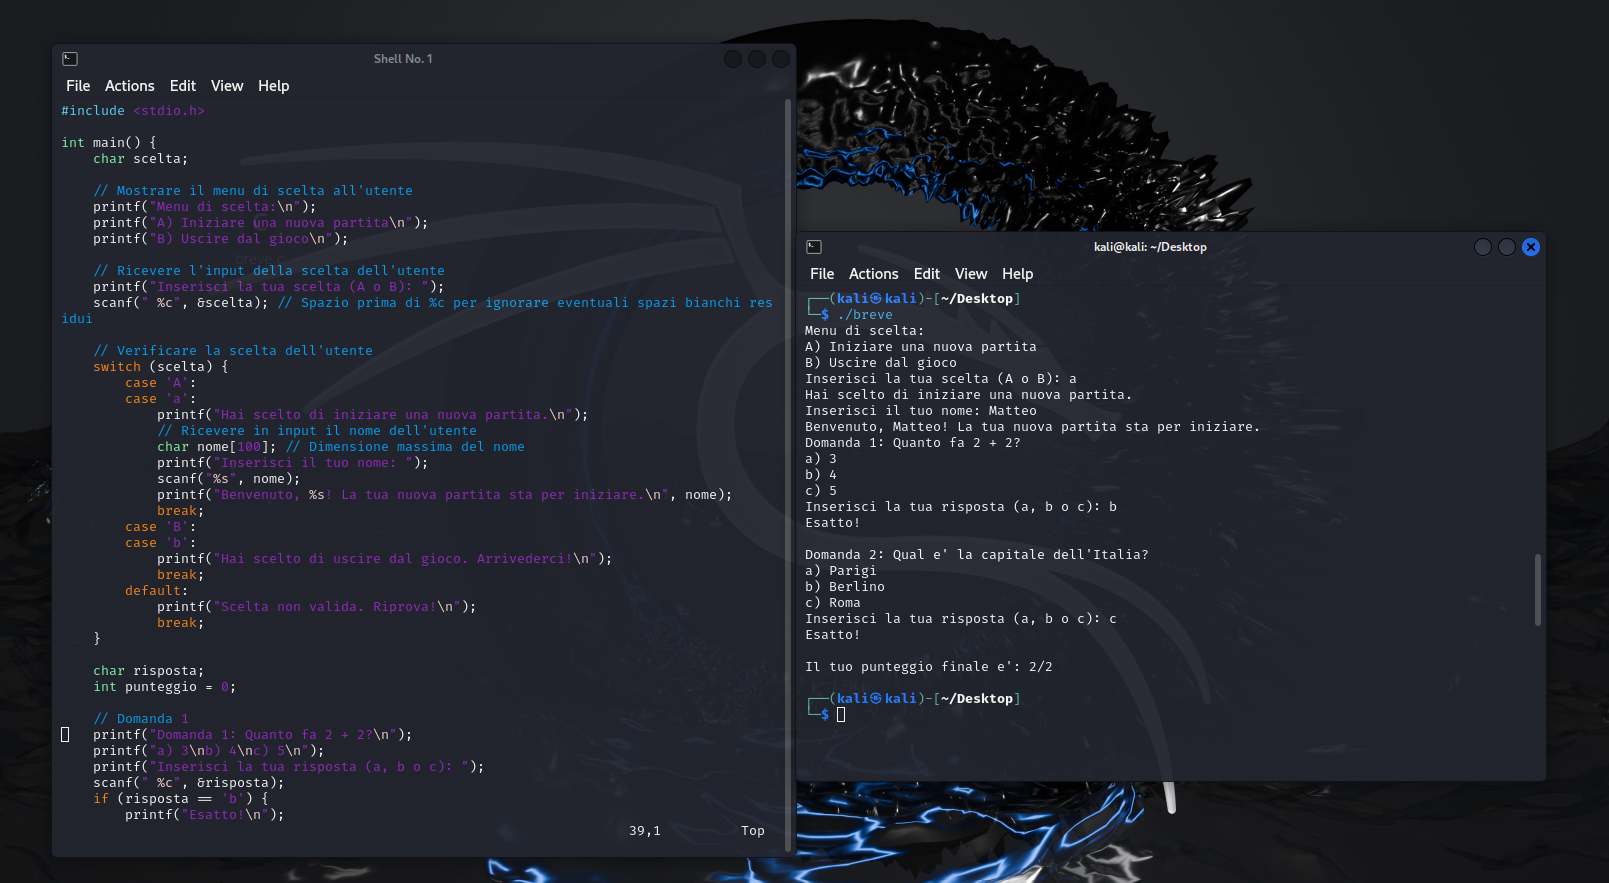 Shell No. 1
File Actions Edit View Help
#include <stdio.h>
int main() {
    char scelta;
    // Mostrare il menu di scelta all'utente
    printf("Menu di scelta:\n");
    printf("A) Iniziare una nuova partita\n");
    printf("B) Uscire dal gioco\n");
    // Ricevere l'input della scelta dell'utente
    printf("Inserisci la tua scelta (A o B): ");
    scanf(" %c", &scelta); // Spazio prima di %c per ignorare eventuali spazi bianchi res
idui
    // Verificare la scelta dell'utente
    switch (scelta) {
        case 'A':
        case 'a':
            printf("Hai scelto di iniziare una nuova partita.\n");
            // Ricevere in input il nome dell'utente
            char nome[100]; // Dimensione massima del nome
            printf("Inserisci il tuo nome: ");
            scanf("%s", nome);
            printf("Benvenuto, %s! La tua nuova partita sta per iniziare.\n", nome);
            break;
        case 'B':
        case 'b':
            printf("Hai scelto di uscire dal gioco. Arrivederci!\n");
            break;
        default:
            printf("Scelta non valida. Riprova!\n");
            break;
    }
    char risposta;
    int punteggio = 0;
    // Domanda 1
    printf("Domanda 1: Quanto fa 2 + 2?\n");
    printf("a) 3\nb) 4\nc) 5\n");
    printf("Inserisci la tua risposta (a, b o c): ");
    scanf(" %c", &risposta);
    if (risposta == 'b') {
        printf("Esatto!\n");
39,1 Top
kali@kali: ~/Desktop
File Actions Edit View Help
┌──(kali㉿kali)-[~/Desktop]
└─$ ./breve
Menu di scelta:
A) Iniziare una nuova partita
B) Uscire dal gioco
Inserisci la tua scelta (A o B): a
Hai scelto di iniziare una nuova partita.
Inserisci il tuo nome: Matteo
Benvenuto, Matteo! La tua nuova partita sta per iniziare.
Domanda 1: Quanto fa 2 + 2?
a) 3
b) 4
c) 5
Inserisci la tua risposta (a, b o c): b
Esatto!
Domanda 2: Qual e' la capitale dell'Italia?
a) Parigi
b) Berlino
c) Roma
Inserisci la tua risposta (a, b o c): c
Esatto!
Il tuo punteggio finale e': 2/2
┌──(kali㉿kali)-[~/Desktop]
└─$